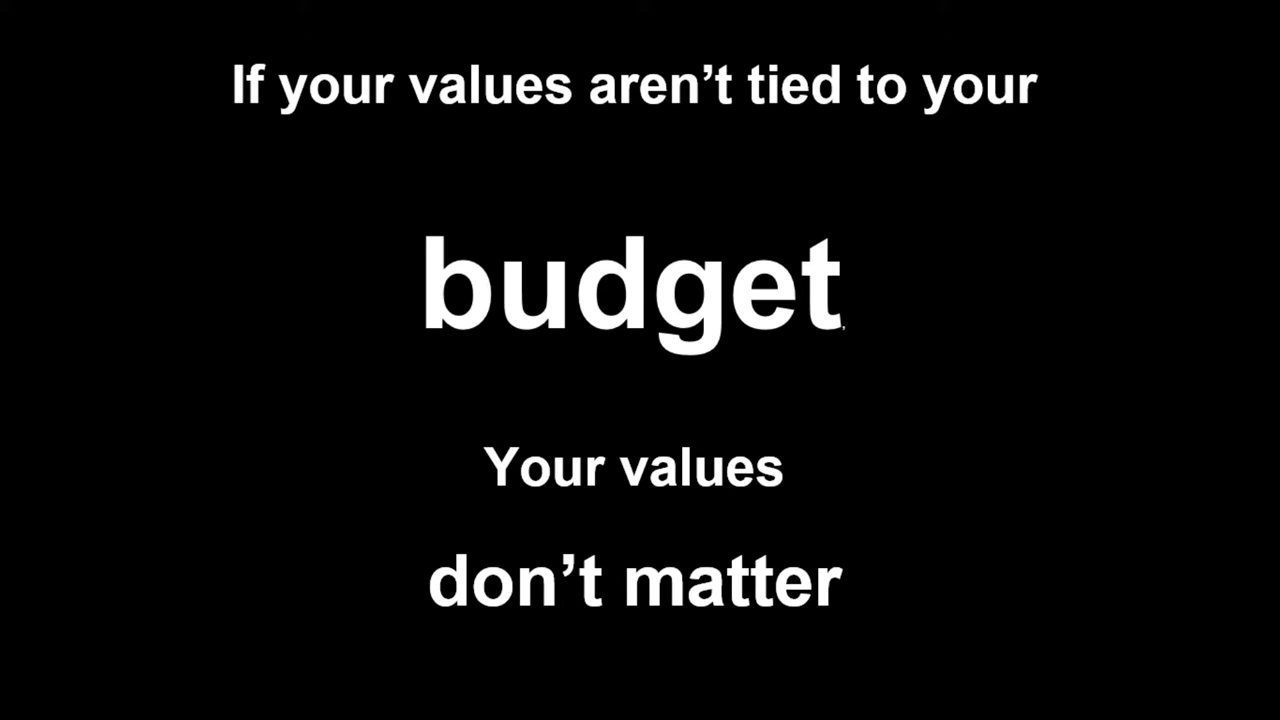 If your values aren’t tied to your
budget,
Your values
don’t matter